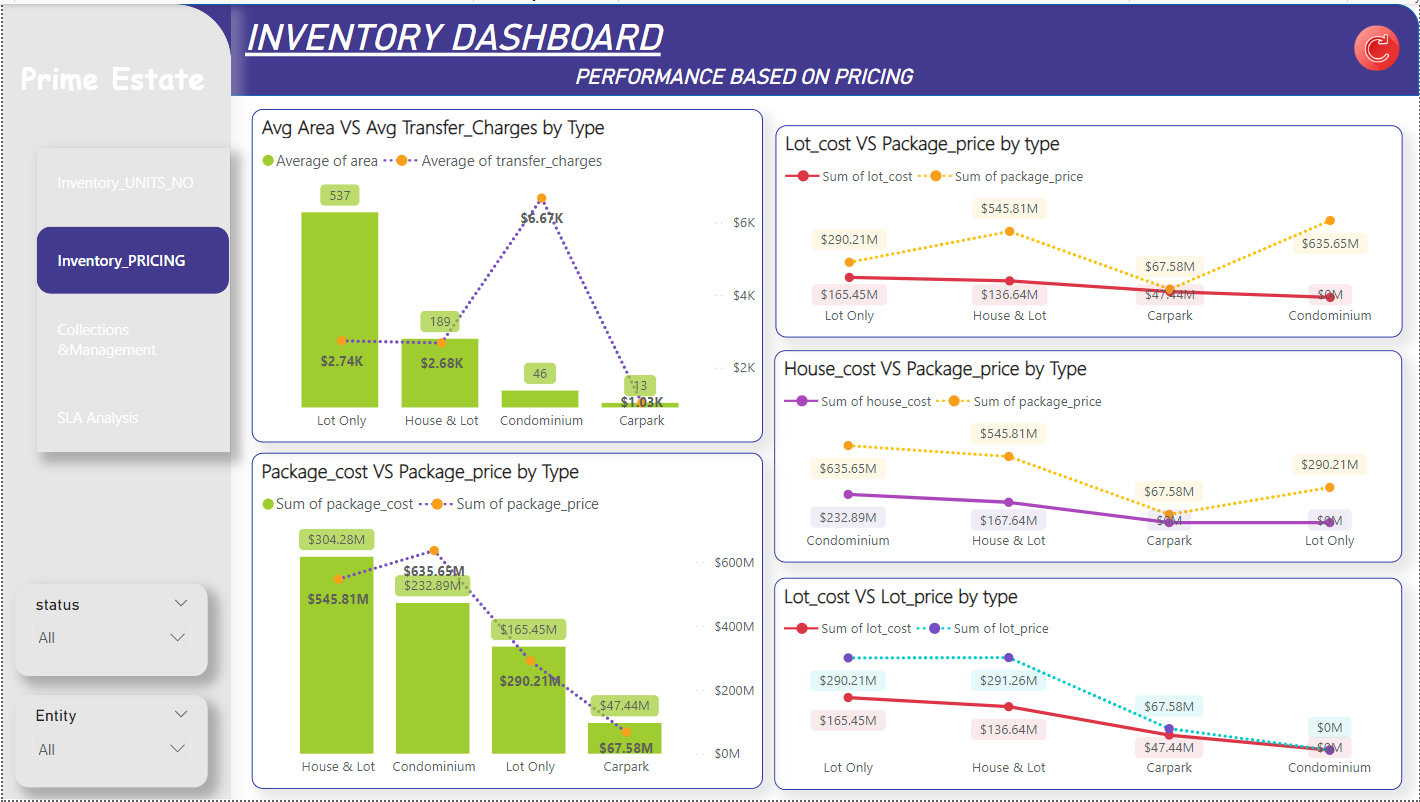 INVENTORY DASHBOARD
PERFORMANCE BASED ON PRICING
Prime Estate
Inventory_UNITS_NO
Inventory_PRICING
Collections
&Management
SLA Analysis
status
All
Entity
All
Avg Area VS Avg Transfer_Charges by Type
Average of area Average of transfer_charges
537
189
46
13
$2.74K
$2.68K
$6.67K
$1.03K
$6K
$4K
$2K
Lot Only House & Lot Condominium Carpark
Package_cost VS Package_price by Type
Sum of package_cost Sum of package_price
$304.28M
$232.89M
$165.45M
$47.44M
$545.81M
$635.65M
$290.21M
$67.58M
$600M
$400M
$200M
$0M
House & Lot Condominium Lot Only Carpark
Lot_cost VS Package_price by type
Sum of lot_cost Sum of package_price
$290.21M
$545.81M
$67.58M
$635.65M
$165.45M
$136.64M
$47.44M
$0M
Lot Only House & Lot Carpark Condominium
House_cost VS Package_price by Type
Sum of house_cost Sum of package_price
$635.65M
$545.81M
$67.58M
$290.21M
$232.89M
$167.64M
$0M
$0M
Condominium House & Lot Carpark Lot Only
Lot_cost VS Lot_price by type
Sum of lot_cost Sum of lot_price
$290.21M
$291.26M
$67.58M
$0M
$165.45M
$136.64M
$47.44M
$0M
Lot Only House & Lot Carpark Condominium